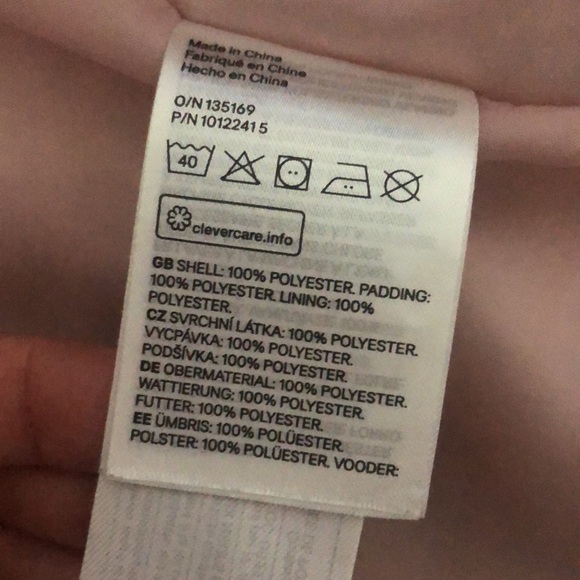 Made in China
Fabriqué en Chine
Hecho en China
O/N 135169
P/N 1012241 5
40
clevercare.info
GB SHELL: 100% POLYESTER. PADDING:
100% POLYESTER. LINING: 100%
POLYESTER.
CZ SVRCHNÍ LÁTKA: 100% POLYESTER.
VYCPÁVKA: 100% POLYESTER.
PODŠÍVKA: 100% POLYESTER.
DE OBERMATERIAL: 100% POLYESTER.
WATTIERUNG: 100% POLYESTER.
FUTTER: 100% POLYESTER.
EE ÜMBRIS: 100% POLÜESTER.
POLSTER: 100% POLÜESTER. VOODER: